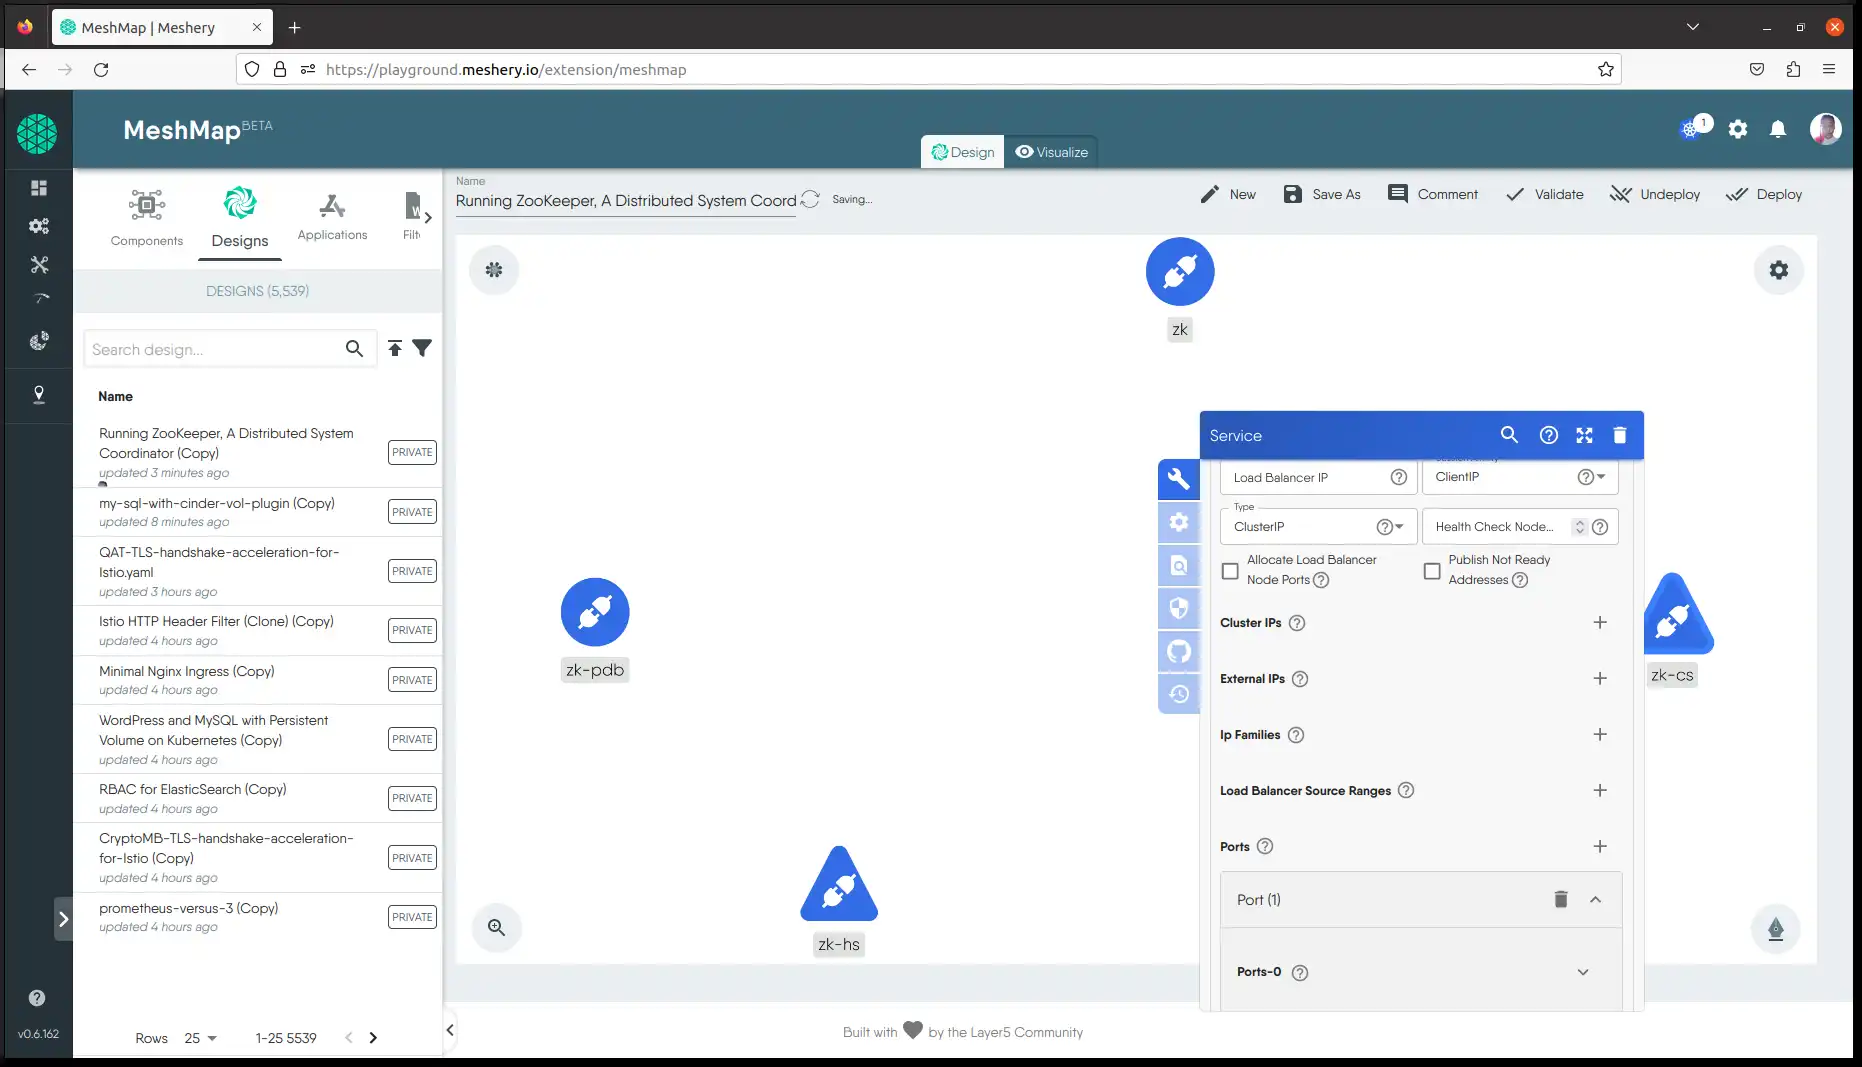 MeshMap | Meshery
https://playground.meshery.io/extension/meshmap
MeshMap BETA
1
Design
Visualize
Components
Designs
Applications
Filt
Name
Running ZooKeeper, A Distributed System Coord
Saving...
New
Save As
Comment
Validate
Undeploy
Deploy
DESIGNS (5,539)
Search design...
Name
Running ZooKeeper, A Distributed System
Coordinator (Copy)
updated 3 minutes ago
PRIVATE
my-sql-with-cinder-vol-plugin (Copy)
updated 8 minutes ago
PRIVATE
QAT-TLS-handshake-acceleration-for-
Istio.yaml
updated 3 hours ago
PRIVATE
Istio HTTP Header Filter (Clone) (Copy)
updated 4 hours ago
PRIVATE
Minimal Nginx Ingress (Copy)
updated 4 hours ago
PRIVATE
WordPress and MySQL with Persistent
Volume on Kubernetes (Copy)
updated 4 hours ago
PRIVATE
RBAC for ElasticSearch (Copy)
updated 4 hours ago
PRIVATE
CryptoMB-TLS-handshake-acceleration-
for-Istio (Copy)
updated 4 hours ago
PRIVATE
prometheus-versus-3 (Copy)
updated 4 hours ago
PRIVATE
Rows 25 1-25 5539
v0.6.162
zk
zk-pdb
zk-hs
zk-cs
Service
Load Balancer IP
ClientIP
Type
ClusterIP
Health Check Node...
Allocate Load Balancer
Node Ports
Publish Not Ready
Addresses
Cluster IPs
External IPs
Ip Families
Load Balancer Source Ranges
Ports
Port (1)
Ports-0
Built with by the Layer5 Community